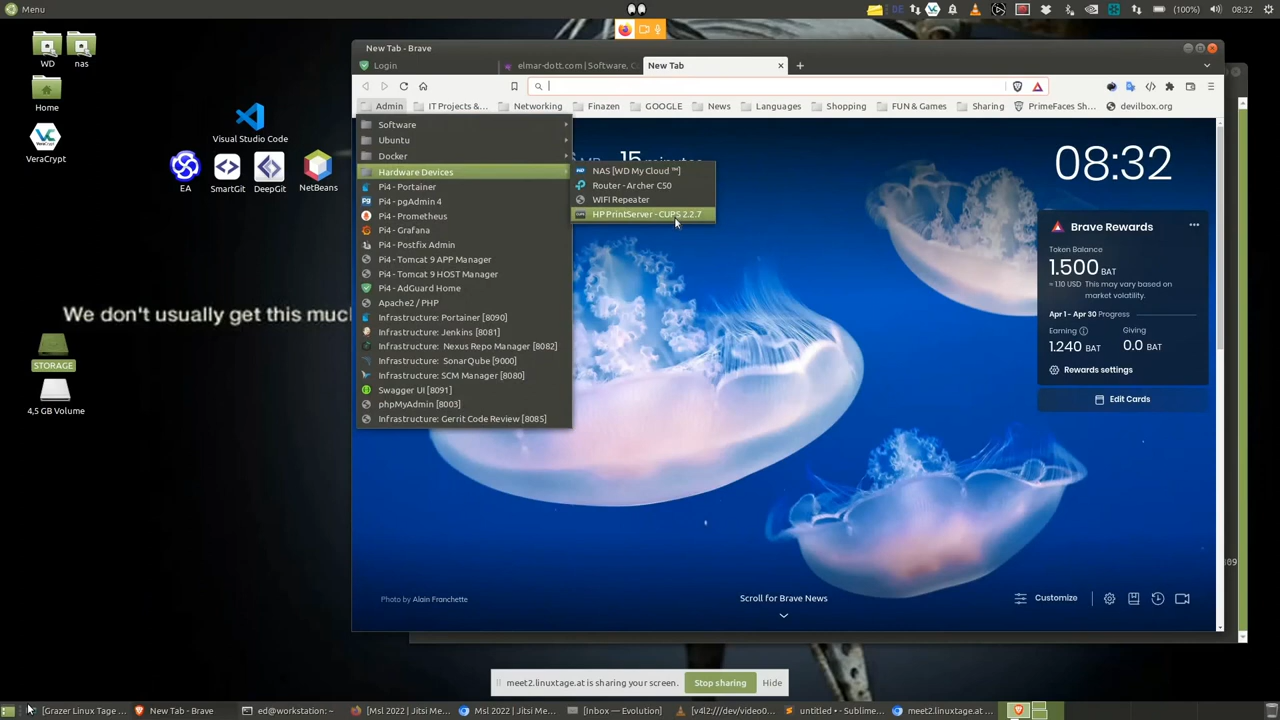 Menu
DE
(100%)
08:32
WD
nas
Home
VeraCrypt
Visual Studio Code
EA
SmartGit
DeepGit
NetBeans
We don't usually get this muc
STORAGE
4,5 GB Volume
New Tab - Brave
Login
elmar-dott.com | Software, C
New Tab
Admin
IT Projects &...
Networking
Finazen
GOOGLE
News
Languages
Shopping
FUN & Games
Sharing
PrimeFaces Sh...
devilbox.org
Software
Ubuntu
Docker
Hardware Devices
Pi4 - Portainer
Pi4 - pgAdmin 4
Pi4 - Prometheus
Pi4 - Grafana
Pi4 - Postfix Admin
Pi4 - Tomcat 9 APP Manager
Pi4 - Tomcat 9 HOST Manager
Pi4 - AdGuard Home
Apache2 / PHP
Infrastructure: Portainer [8090]
Infrastructure: Jenkins [8081]
Infrastructure: Nexus Repo Manager [8082]
Infrastructure: SonarQube [9000]
Infrastructure: SCM Manager [8080]
Swagger UI [8091]
phpMyAdmin [8003]
Infrastructure: Gerrit Code Review [8085]
NAS [WD My Cloud ™]
Router - Archer C50
WIFI Repeater
HP PrintServer - CUPS 2.2.7
08:32
Brave Rewards
Token Balance
1.500 BAT
≈ 1.10 USD This may vary based on
market volatility.
Apr 1 - Apr 30 Progress
Earning
1.240 BAT
Giving
0.0 BAT
Rewards settings
Edit Cards
Photo by Alain Franchette
Scroll for Brave News
Customize
meet2.linuxtage.at is sharing your screen.
Stop sharing
Hide
[Grazer Linux Tage ...
New Tab - Brave
ed@workstation: ~
[Msl 2022 | Jitsi Me...
Msl 2022 | Jitsi Me...
[Inbox — Evolution]
[v4l2:///dev/video0...
untitled • - Sublime...
meet2.linuxtage.at ...